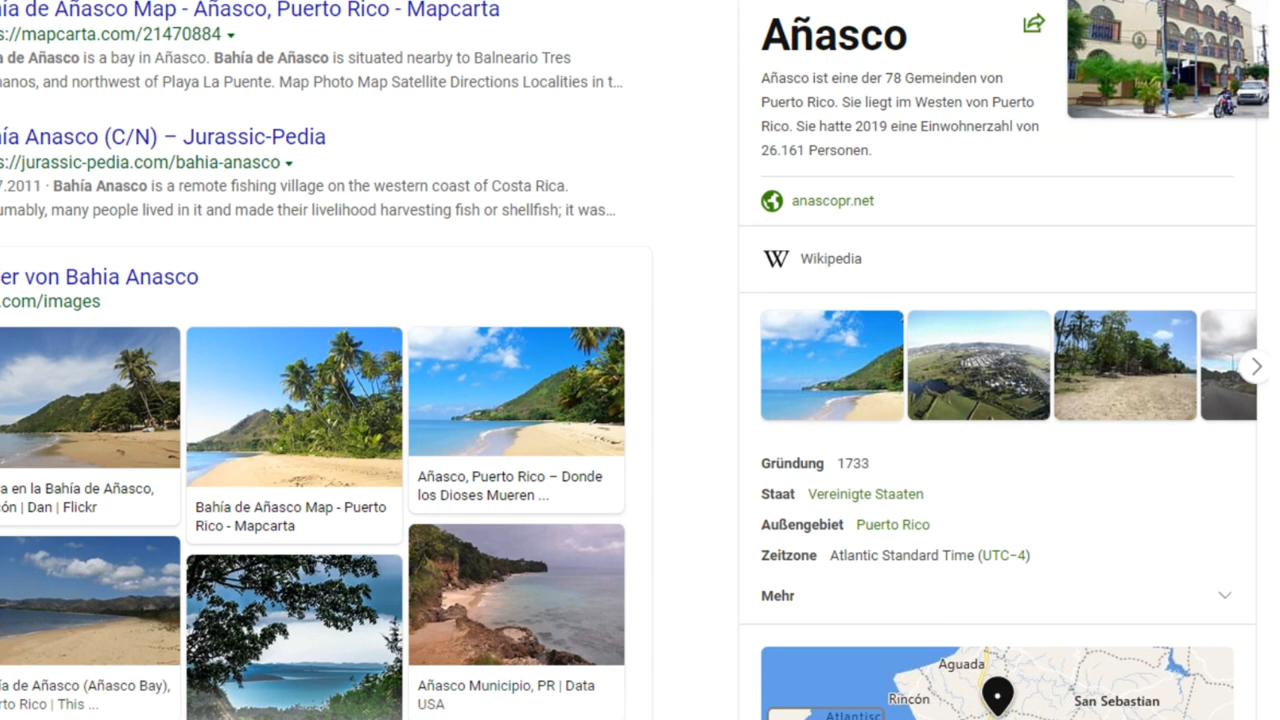 ía de Añasco Map - Añasco, Puerto Rico - Mapcarta
s://mapcarta.com/21470884
a de Añasco is a bay in Añasco. Bahía de Añasco is situated nearby to Balneario Tres
manos, and northwest of Playa La Puente. Map Photo Map Satellite Directions Localities in t…
ía Anasco (C/N) – Jurassic-Pedia
s://jurassic-pedia.com/bahia-anasco
7.2011 · Bahía Anasco is a remote fishing village on the western coast of Costa Rica.
umably, many people lived in it and made their livelihood harvesting fish or shellfish; it was…
er von Bahia Anasco
.com/images
a en la Bahía de Añasco,
ón | Dan | Flickr
Bahía de Añasco Map - Puerto
Rico - Mapcarta
Añasco, Puerto Rico – Donde
los Dioses Mueren ...
ía de Añasco (Añasco Bay),
rto Rico | This ...
Añasco Municipio, PR | Data
USA
Añasco
Añasco ist eine der 78 Gemeinden von
Puerto Rico. Sie liegt im Westen von Puerto
Rico. Sie hatte 2019 eine Einwohnerzahl von
26.161 Personen.
anascopr.net
W Wikipedia
Gründung 1733
Staat Vereinigte Staaten
Außengebiet Puerto Rico
Zeitzone Atlantic Standard Time (UTC−4)
Mehr
Aguada
Rincón
San Sebastian
Atlantisc